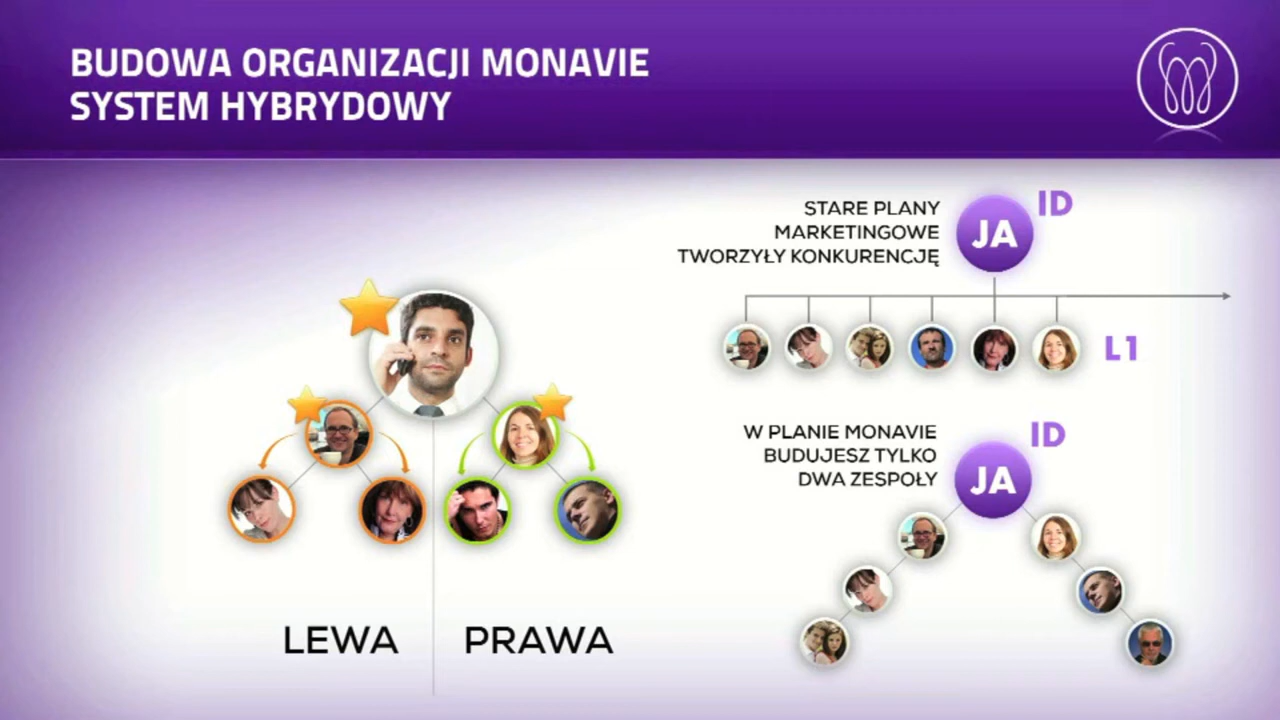 BUDOWA ORGANIZACJI MONAVIE
SYSTEM HYBRYDOWY
STARE PLANY
MARKETINGOWE
TWORZYŁY KONKURENCJĘ
JA
ID
L1
W PLANIE MONAVIE
BUDUJESZ TYLKO
DWA ZESPOŁY
JA
ID
LEWA
PRAWA